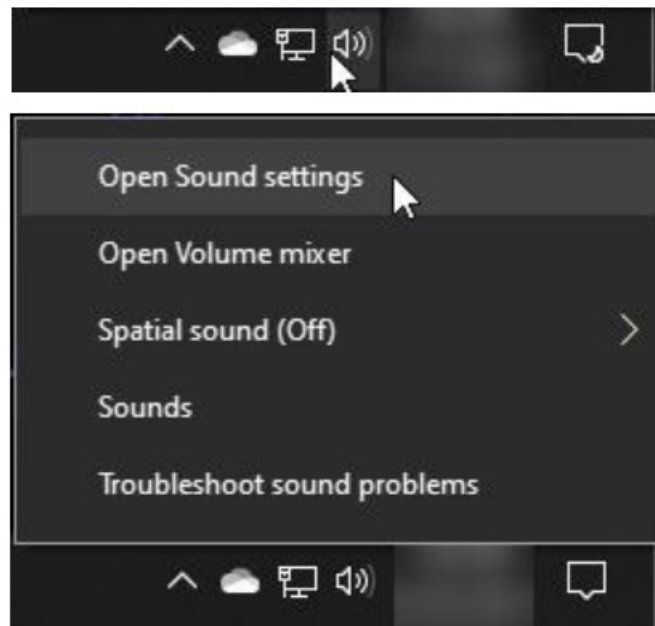 Open Sound settings
Open Volume mixer
Spatial sound (Off)
Sounds
Troubleshoot sound problems